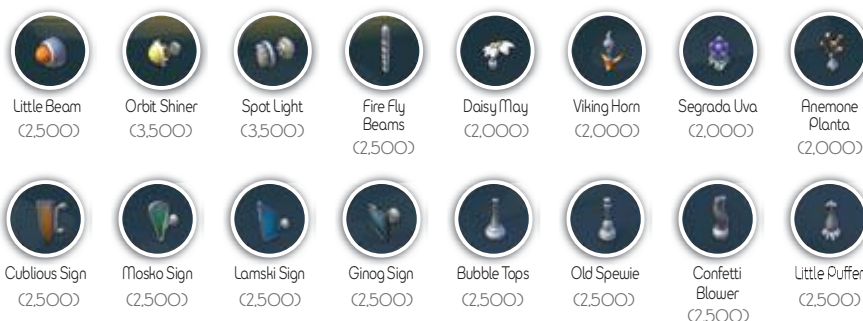 Little Beam
(2,500)
Orbit Shiner
(3,500)
Spot Light
(3,500)
Fire Fly
Beams
(2,500)
Daisy May
(2,000)
Viking Horn
(2,000)
Segrada Uva
(2,000)
Anemone
Planta
(2,000)
Cublious Sign
(2,500)
Mosko Sign
(2,500)
Lamski Sign
(2,500)
Ginog Sign
(2,500)
Bubble Tops
(2,500)
Old Spewie
(2,500)
Confetti
Blower
(2,500)
Little Puffer
(2,500)